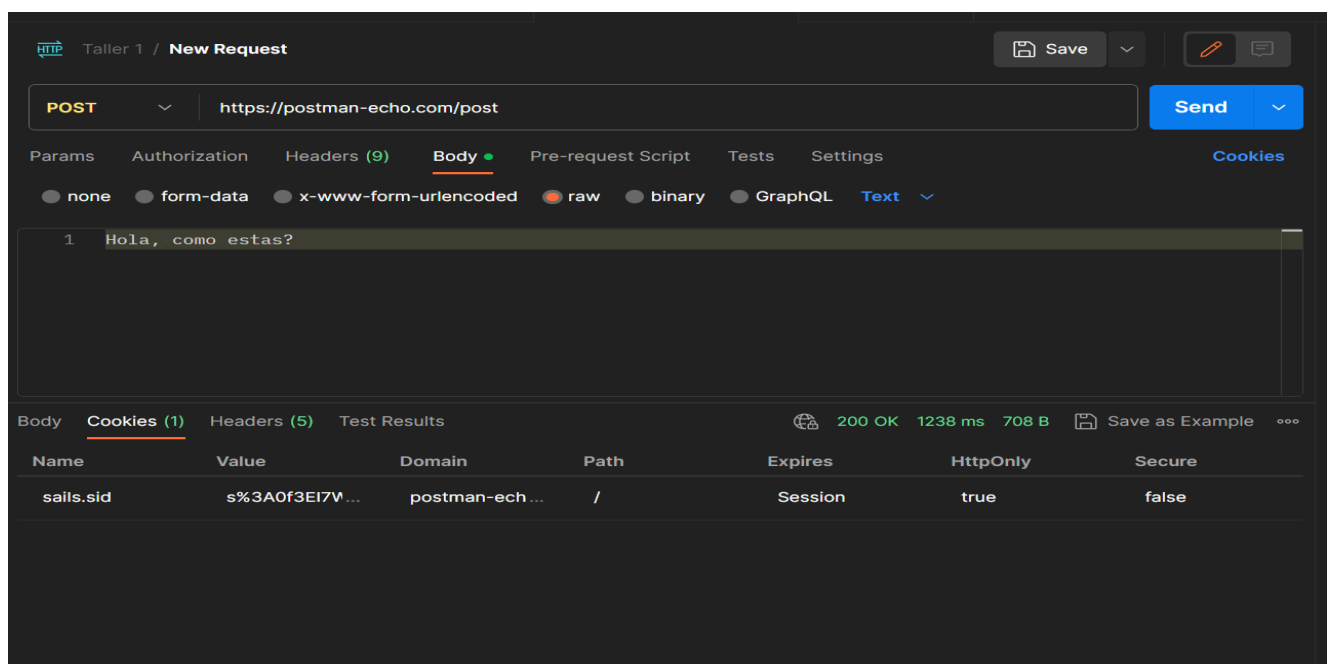 HTTP Taller 1 / New Request Save
POST https://postman-echo.com/post Send
Params Authorization Headers (9) Body Pre-request Script Tests Settings Cookies
none form-data x-www-form-urlencoded raw binary GraphQL Text
1 Hola, como estas?
Body Cookies (1) Headers (5) Test Results 200 OK 1238 ms 708 B Save as Example
Name Value Domain Path Expires HttpOnly Secure
sails.sid s%3A0f3EI7W... postman-ech... / Session true false